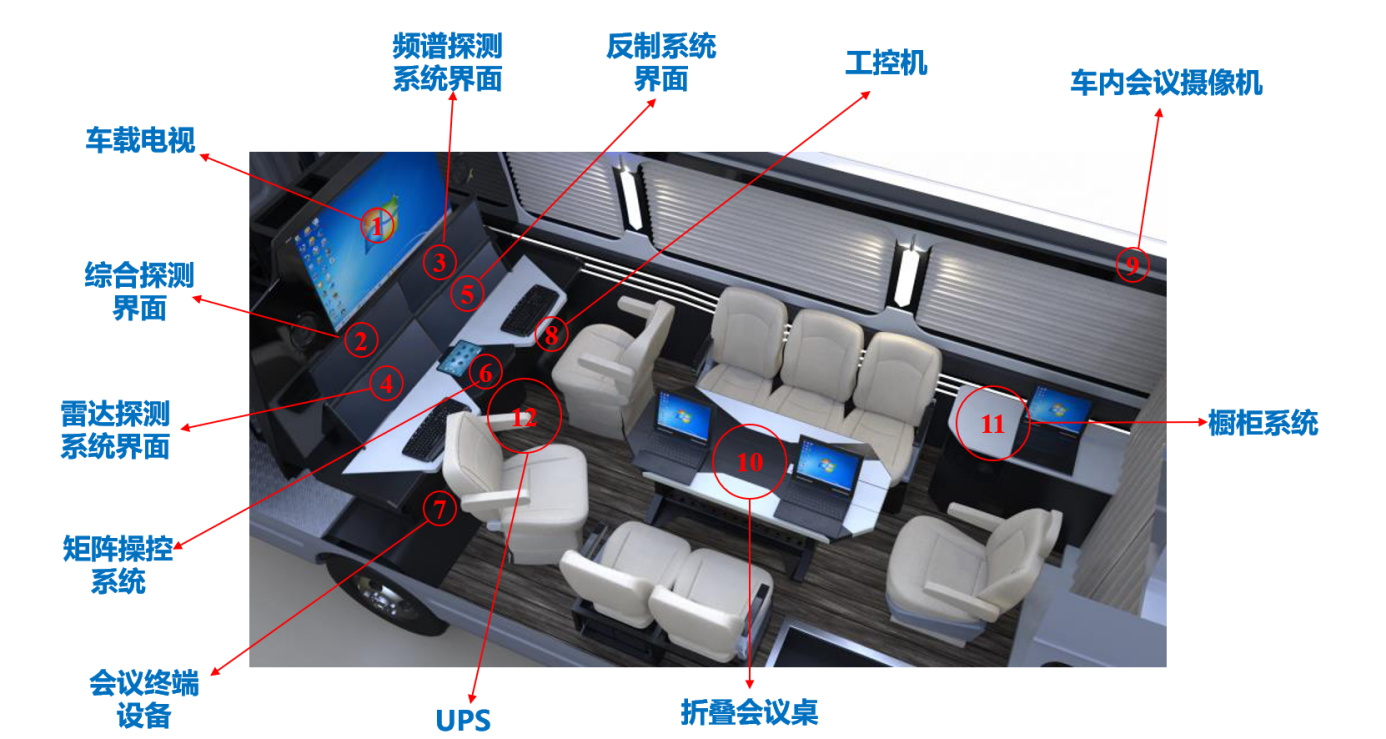 频谱探测
系统界面
反制系统
界面
工控机
车内会议摄像机
车载电视
综合探测
界面
雷达探测
系统界面
矩阵操控
系统
会议终端
设备
UPS
折叠会议桌
橱柜系统
1
2
3
4
5
6
7
8
9
10
11
12